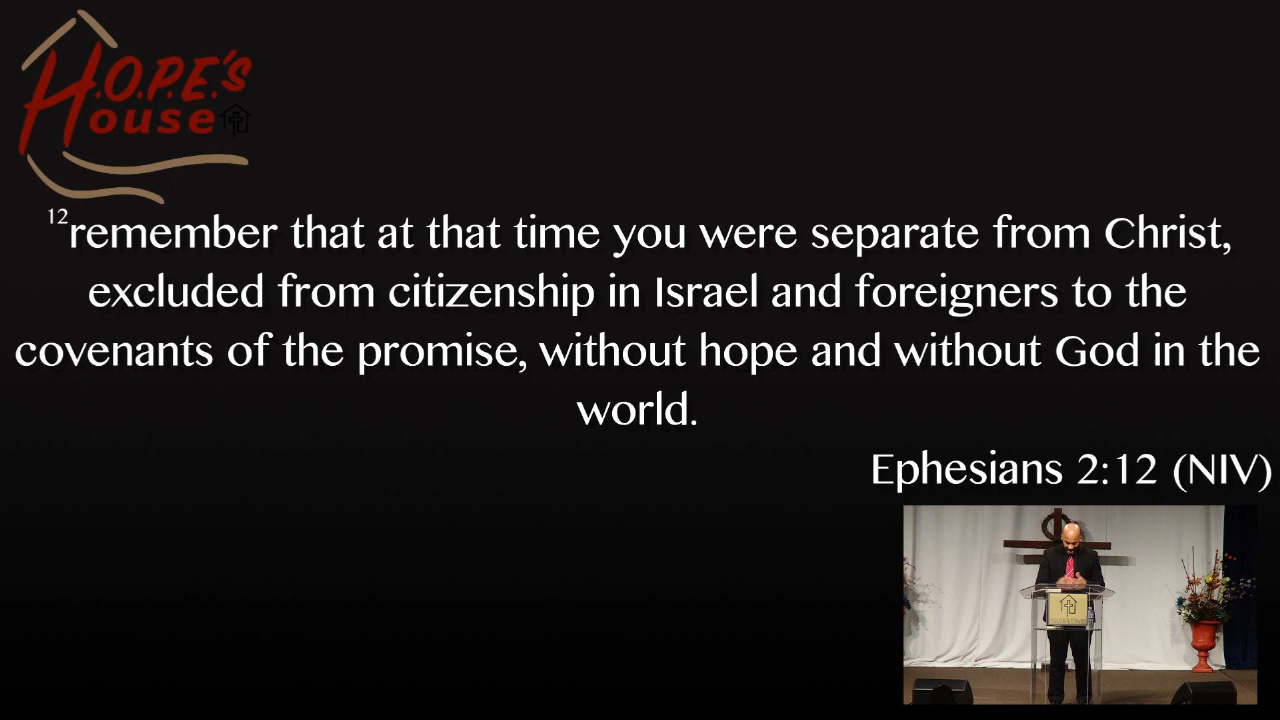 H.O.P.E.'S
House
12remember that at that time you were separate from Christ,
excluded from citizenship in Israel and foreigners to the
covenants of the promise, without hope and without God in the
world.
Ephesians 2:12 (NIV)